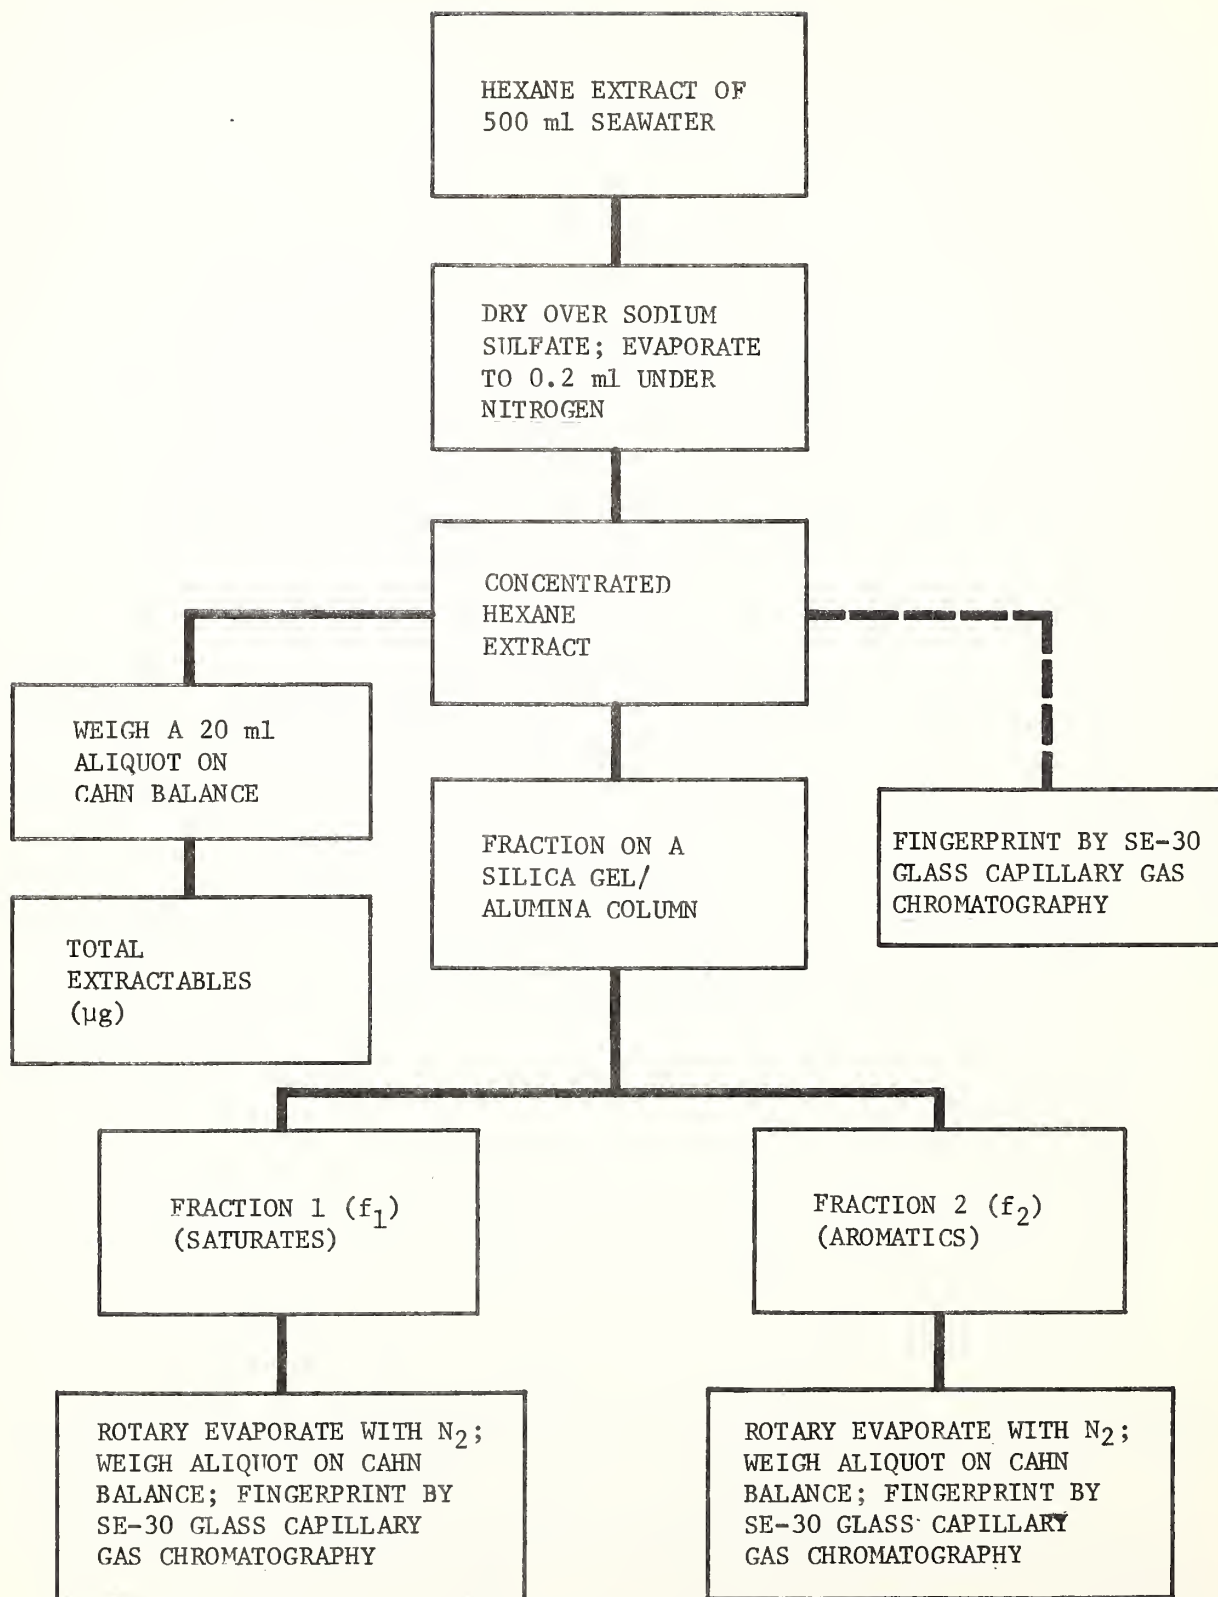 HEXANE EXTRACT OF
500 ml SEAWATER
DRY OVER SODIUM
SULFATE; EVAPORATE
TO 0.2 ml UNDER
NITROGEN
CONCENTRATED
HEXANE
EXTRACT
WEIGH A 20 ml
ALIQUOT ON
CAHN BALANCE
TOTAL
EXTRACTABLES
(µg)
FRACTION ON A
SILICA GEL/
ALUMINA COLUMN
FINGERPRINT BY SE-30
GLASS CAPILLARY GAS
CHROMATOGRAPHY
FRACTION 1 (f₁)
(SATURATES)
FRACTION 2 (f₂)
(AROMATICS)
ROTARY EVAPORATE WITH N₂;
WEIGH ALIQUOT ON CAHN
BALANCE; FINGERPRINT BY
SE-30 GLASS CAPILLARY
GAS CHROMATOGRAPHY
ROTARY EVAPORATE WITH N₂;
WEIGH ALIQUOT ON CAHN
BALANCE; FINGERPRINT BY
SE-30 GLASS CAPILLARY
GAS CHROMATOGRAPHY